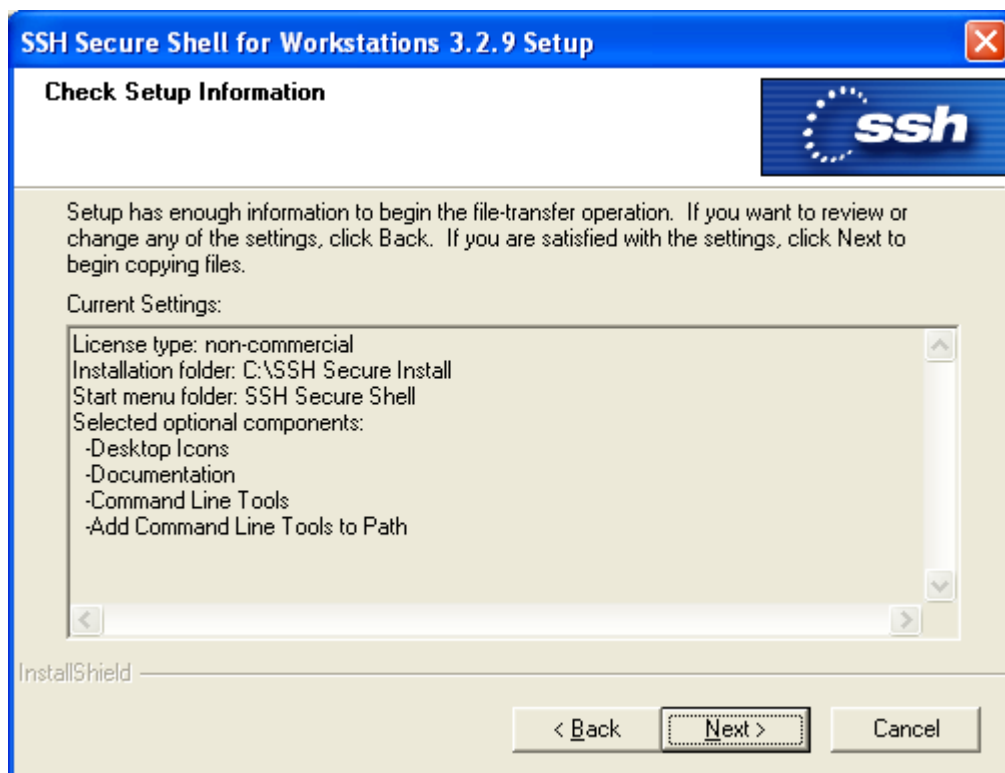 SSH Secure Shell for Workstations 3.2.9 Setup
Check Setup Information
ssh
Setup has enough information to begin the file-transfer operation. If you want to review or
change any of the settings, click Back. If you are satisfied with the settings, click Next to
begin copying files.
Current Settings:
License type: non-commercial
Installation folder: C:\SSH Secure Install
Start menu folder: SSH Secure Shell
Selected optional components:
-Desktop Icons
-Documentation
-Command Line Tools
-Add Command Line Tools to Path
InstallShield
< Back
Next >
Cancel